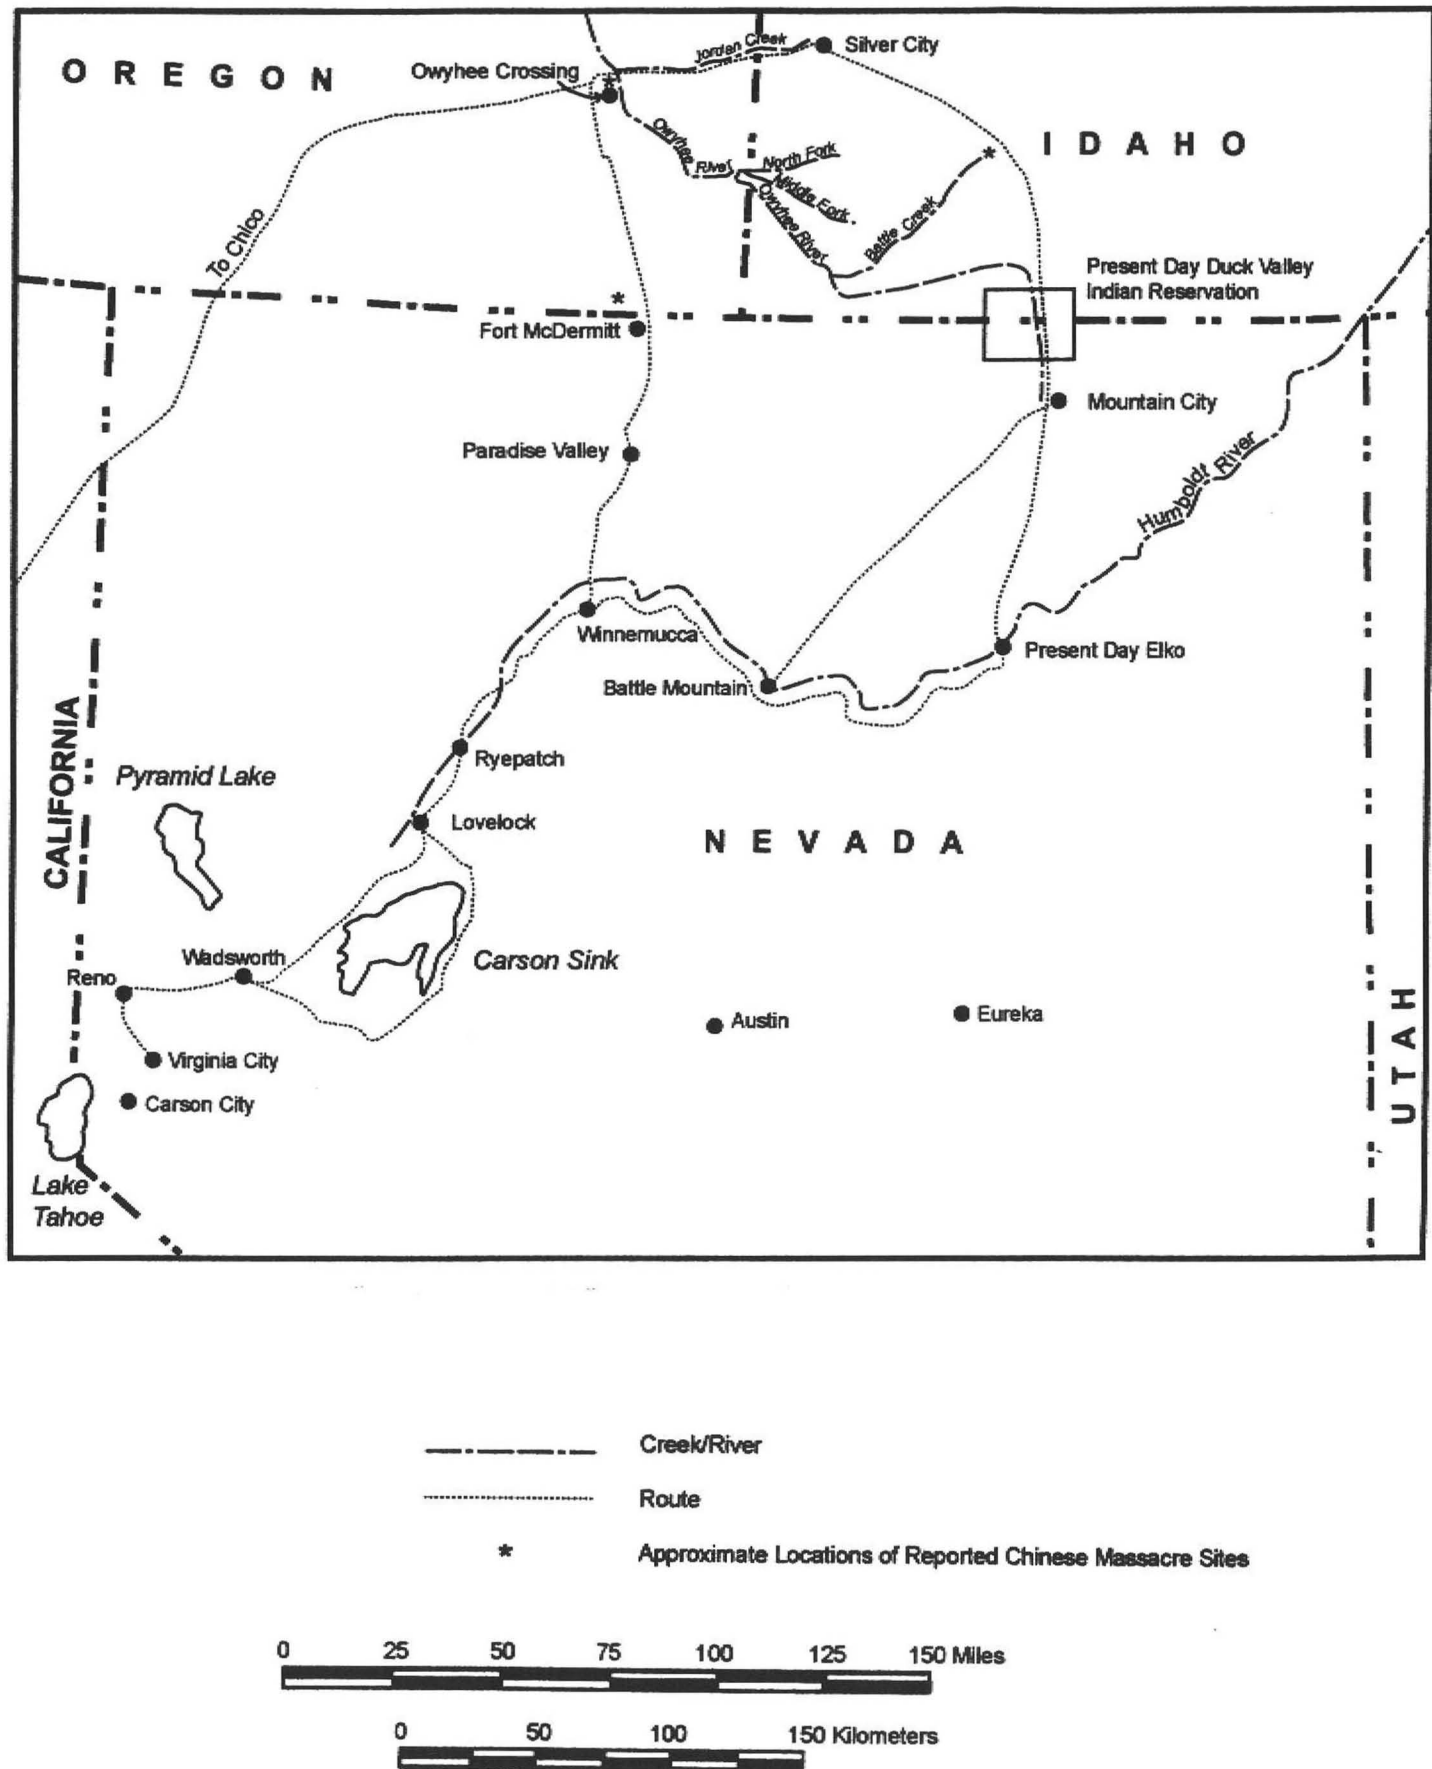 OREGON
Jordan Creek
Silver City
Owyhee Crossing
IDAHO
Owyhee
River
North Fork
Middle Fork
Owyhee River
Battle Creek
*
*
To Chico
Present Day Duck Valley
Indian Reservation
*
Fort McDermitt
Mountain City
Paradise Valley
Humboldt River
Winnemucca
Present Day Elko
Battle Mountain
CALIFORNIA
Ryepatch
Pyramid Lake
Lovelock
NEVADA
Wadsworth
Carson Sink
Reno
UTAH
Austin
Eureka
Virginia City
Carson City
Lake
Tahoe
Creek/River
Route
* Approximate Locations of Reported Chinese Massacre Sites
0 25 50 75 100 125 150 Miles
0 50 100 150 Kilometers